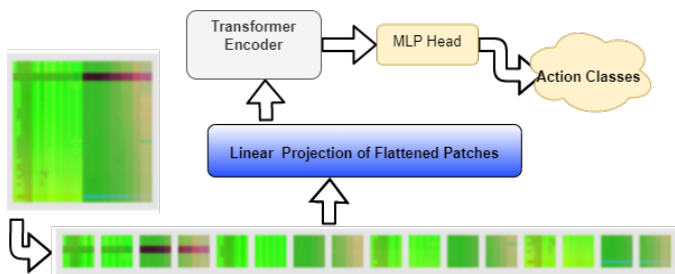 Transformer
Encoder
MLP Head
Action Classes
Linear Projection of Flattened Patches